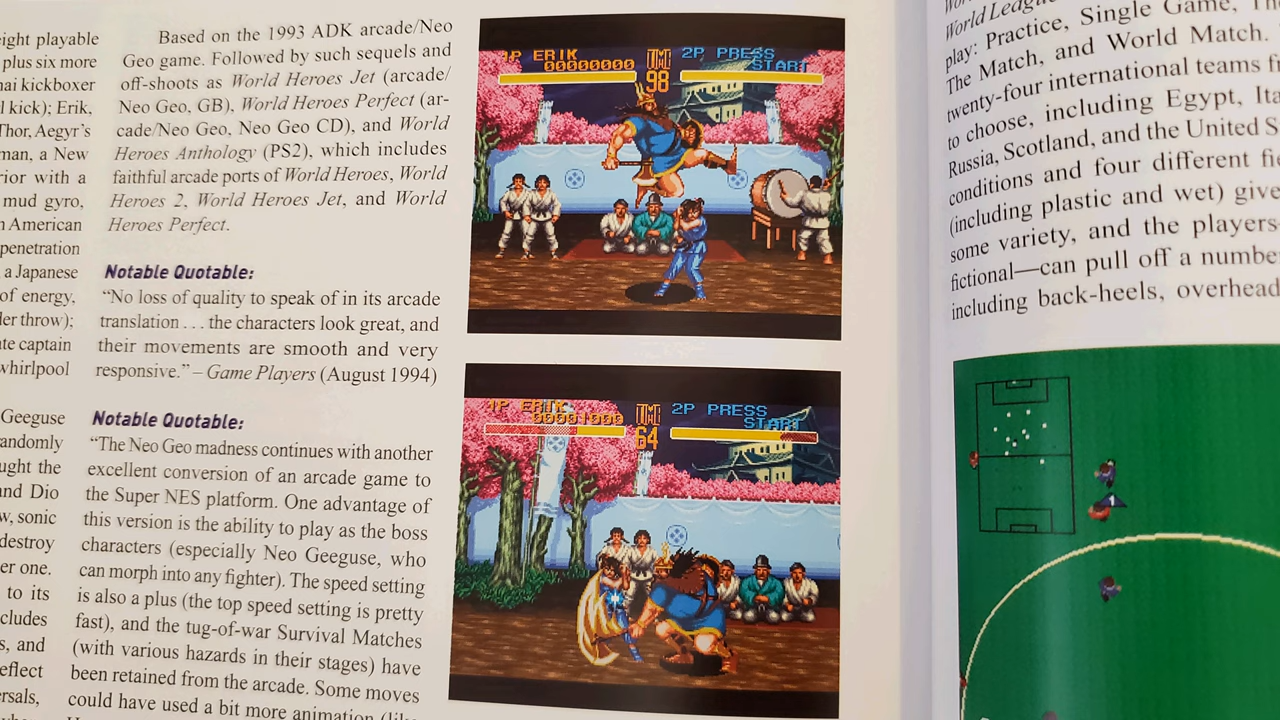 eight playable
plus six more
hai kickboxer
l kick); Erik,
Thor, Aegyr's
man, a New
rior with a
mud gyro,
n American
penetration
a Japanese
of energy,
der throw);
ate captain
whirlpool
Geeguse
andomly
ught the
and Dio
w, sonic
destroy
er one.
to its
cludes
s, and
reflect
ersals,
Based on the 1993 ADK arcade/Neo
Geo game. Followed by such sequels and
off-shoots as World Heroes Jet (arcade/
Neo Geo, GB), World Heroes Perfect (ar-
cade/Neo Geo, Neo Geo CD), and World
Heroes Anthology (PS2), which includes
faithful arcade ports of World Heroes, World
Heroes 2, World Heroes Jet, and World
Heroes Perfect.
Notable Quotable:
“No loss of quality to speak of in its arcade
translation . . . the characters look great, and
their movements are smooth and very
responsive.” – Game Players (August 1994)
Notable Quotable:
“The Neo Geo madness continues with another
excellent conversion of an arcade game to
the Super NES platform. One advantage of
this version is the ability to play as the boss
characters (especially Neo Geeguse, who
can morph into any fighter). The speed setting
is also a plus (the top speed setting is pretty
fast), and the tug-of-war Survival Matches
(with various hazards in their stages) have
been retained from the arcade. Some moves
could have used a bit more animation (like
1P ERIK TIME 2P PRESS
00000000 START
98
1P ERIK TIME 2P PRESS
00091000 START
64
World League
play: Practice, Single Game,
The Match, and World Match.
twenty-four international teams
to choose, including Egypt,
Russia, Scotland, and the United S
conditions and four different
(including plastic and wet) give
some variety, and the players
fictional—can pull off a numbe
including back-heels, overhead
1